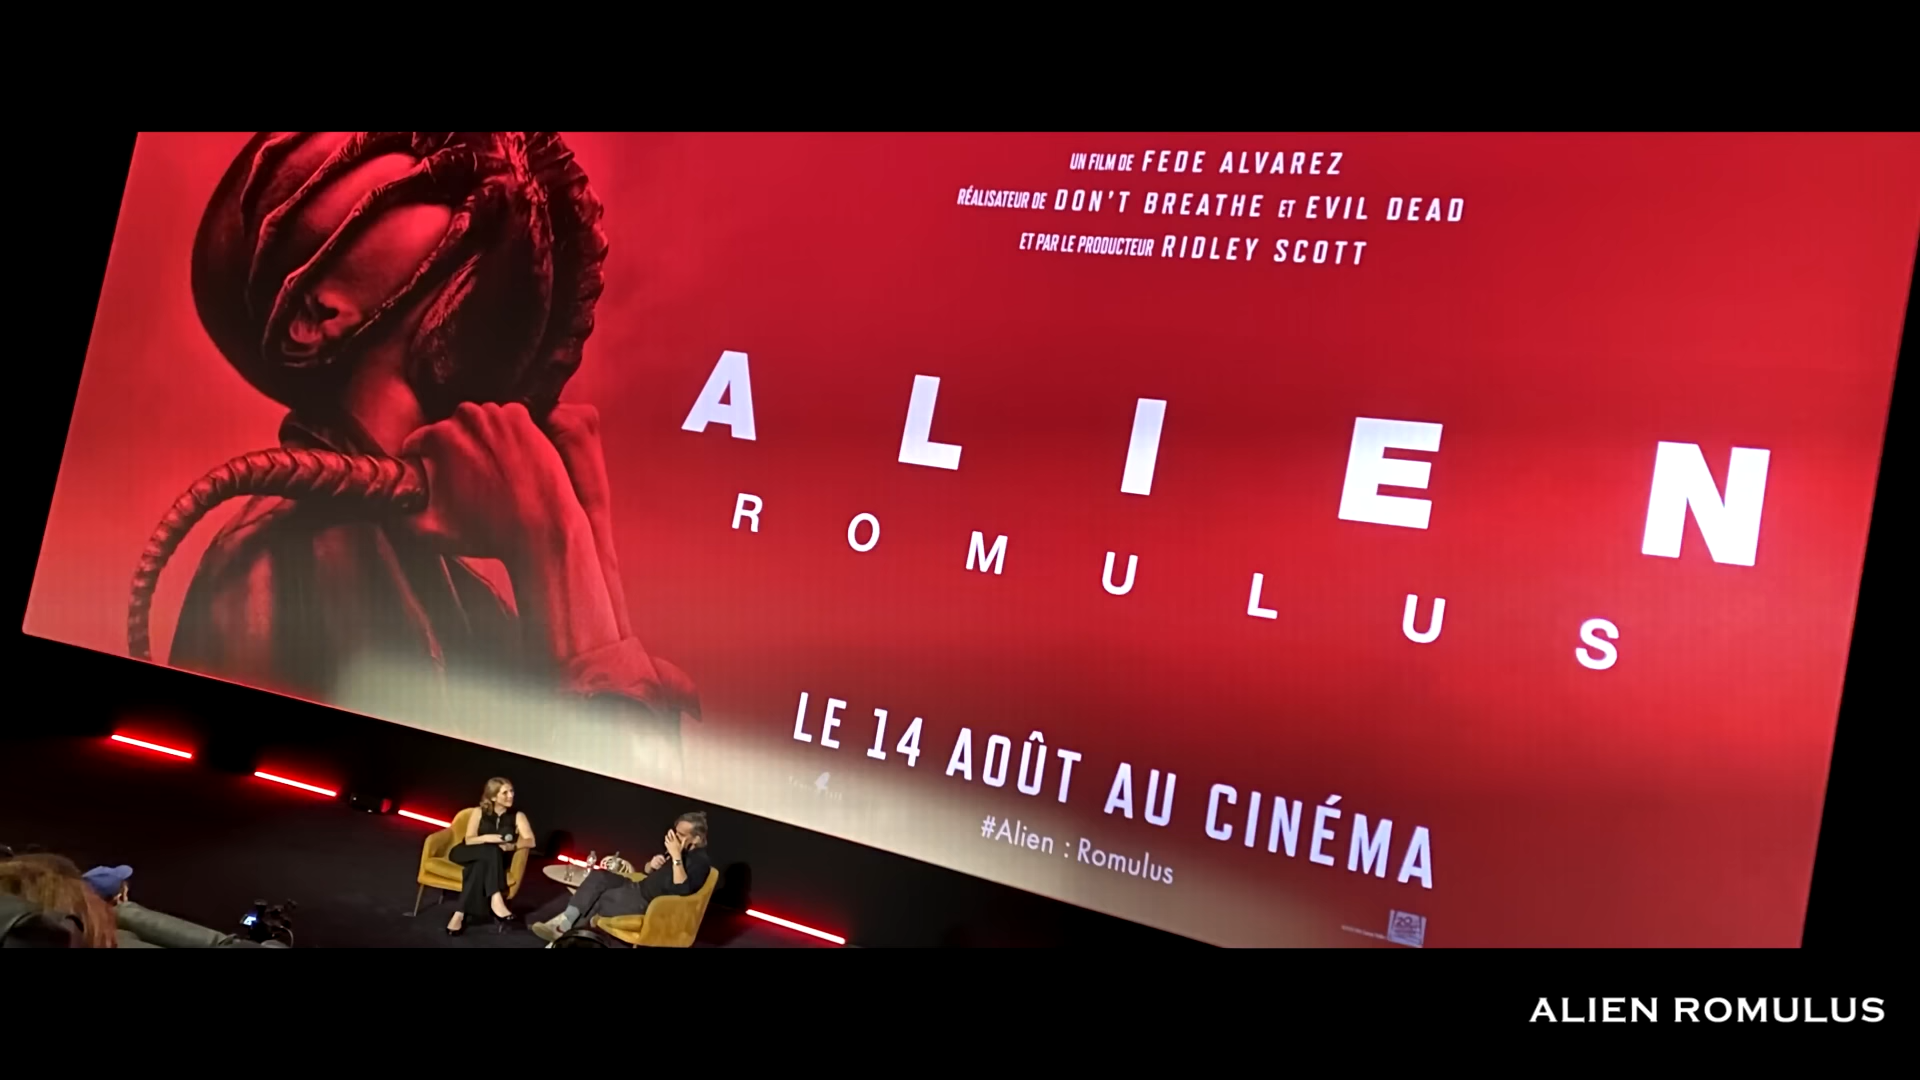 UN FILM DE FEDE ALVAREZ
RÉALISATEUR DE DON'T BREATHE ET EVIL DEAD
ET PAR LE PRODUCTEUR RIDLEY SCOTT
ALIEN
ROMULUS
LE 14 AOÛT AU CINÉMA
#Alien : Romulus
ALIEN ROMULUS